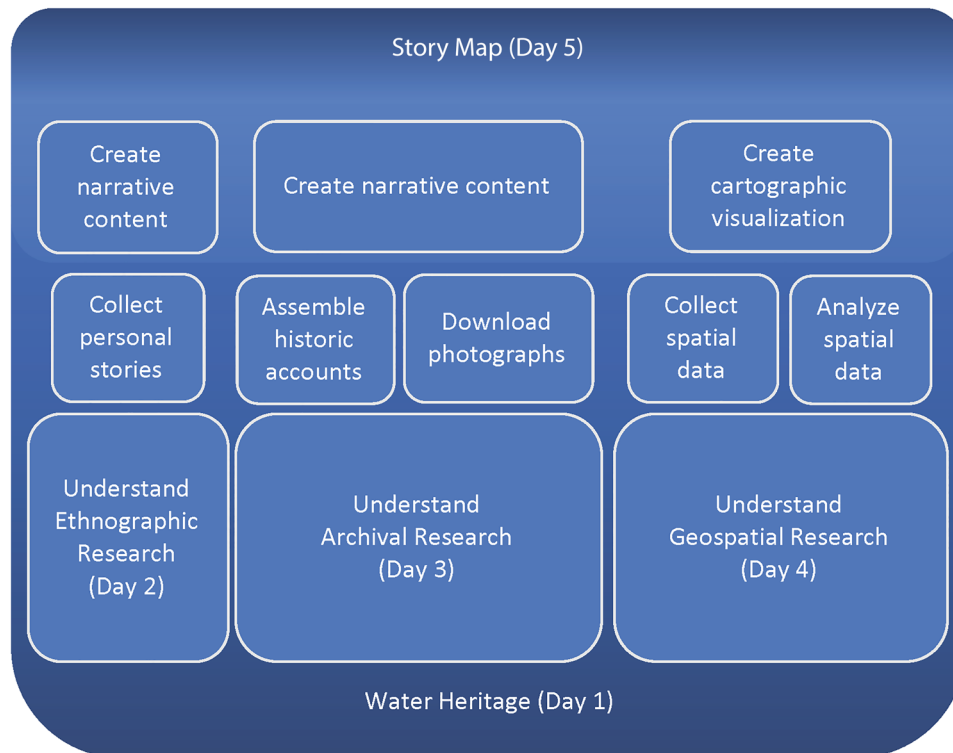 Story Map (Day 5)
Create
narrative
content
Create narrative content
Create
cartographic
visualization
Collect
personal
stories
Assemble
historic
accounts
Download
photographs
Collect
spatial
data
Analyze
spatial
data
Understand
Ethnographic
Research
(Day 2)
Understand
Archival Research
(Day 3)
Understand
Geospatial Research
(Day 4)
Water Heritage (Day 1)